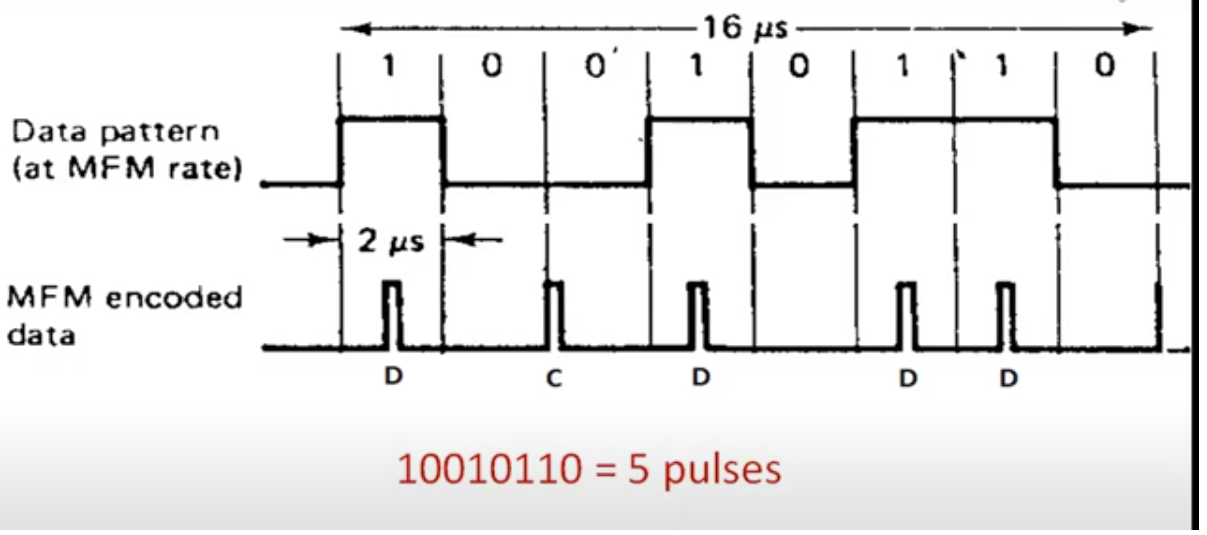 16 μs
1 0 0 1 0 1 1 0
Data pattern
(at MFM rate)
2 μs
MFM encoded
data
D C D D D
10010110 = 5 pulses